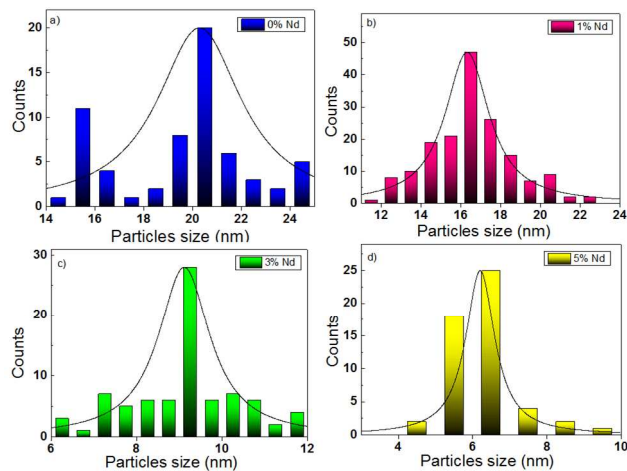 a)
0% Nd
20
15
10
5
0
Counts
14 16 18 20 22 24
Particles size (nm)
b)
1% Nd
50
40
30
20
10
0
Counts
12 14 16 18 20 22 24
Particles size (nm)
c)
3% Nd
30
20
10
0
Counts
6 8 10 12
Particles size (nm)
d)
5% Nd
25
20
15
10
5
0
Counts
4 6 8 10
Particles size (nm)